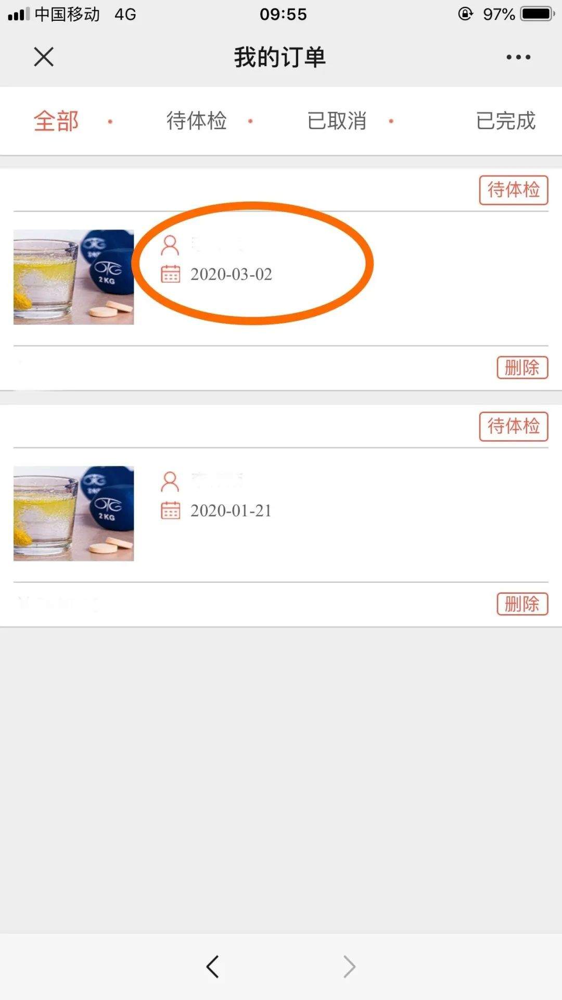 中国移动 4G 09:55 97%
我的订单
全部 待体检 已取消 已完成
待体检
OTG
2KG
2020-03-02
删除
待体检
OTG
2KG
2020-01-21
删除